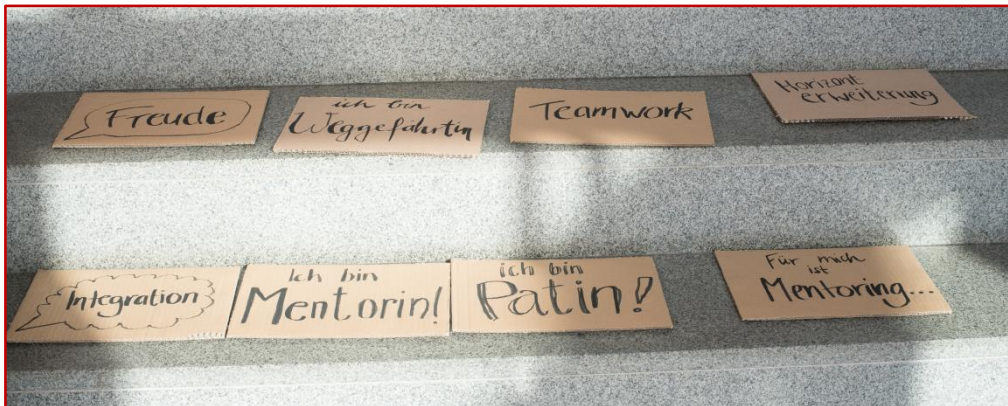 Freude
ich bin
Weggefährtin
Teamwork
Horizont
erweiterung
Integration
Ich bin
Mentorin!
ich bin
Patin!
Für mich
ist
Mentoring...